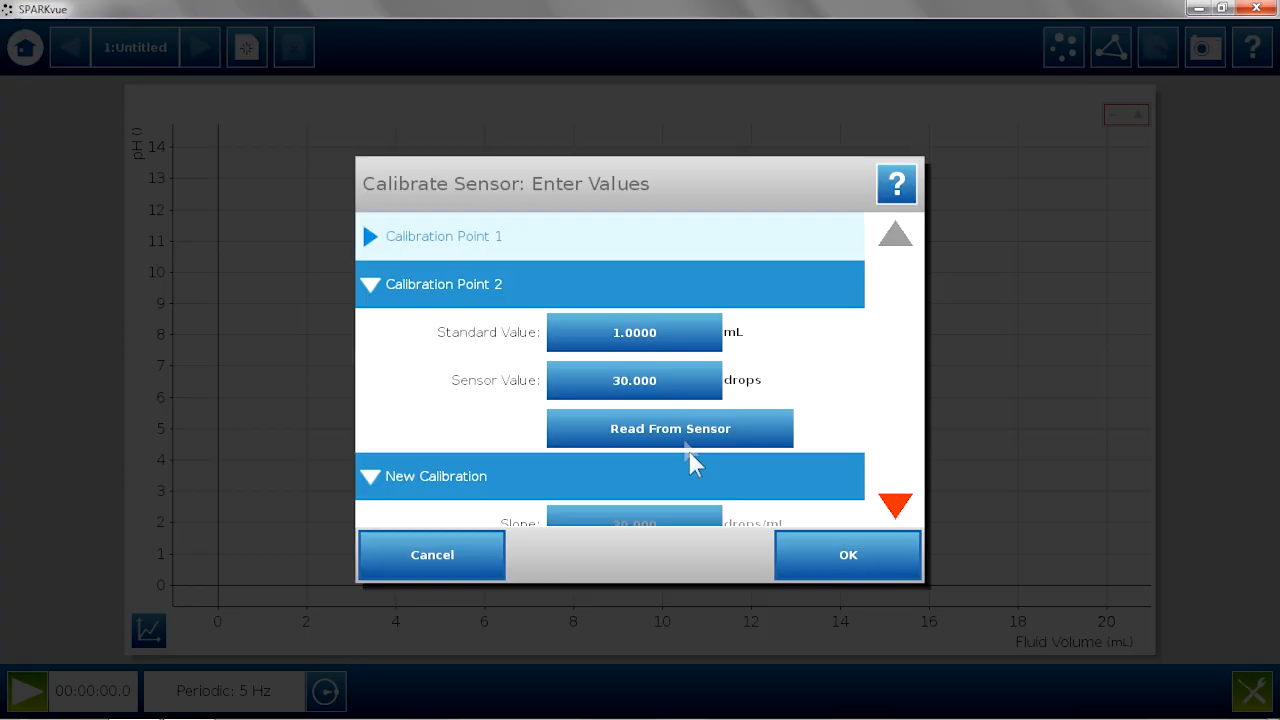 SPARKvue
1:Untitled
?
pH ()
14
13
12
11
10
9
8
7
6
5
4
3
2
1
0
Calibrate Sensor: Enter Values
?
Calibration Point 1
Calibration Point 2
Standard Value: 1.0000 mL
Sensor Value: 30.000 drops
Read From Sensor
New Calibration
Slope: 30.000 drops/mL
Cancel
OK
0 2 4 6 8 10 12 14 16 18 20
Fluid Volume (mL)
00:00:00.0
Periodic: 5 Hz